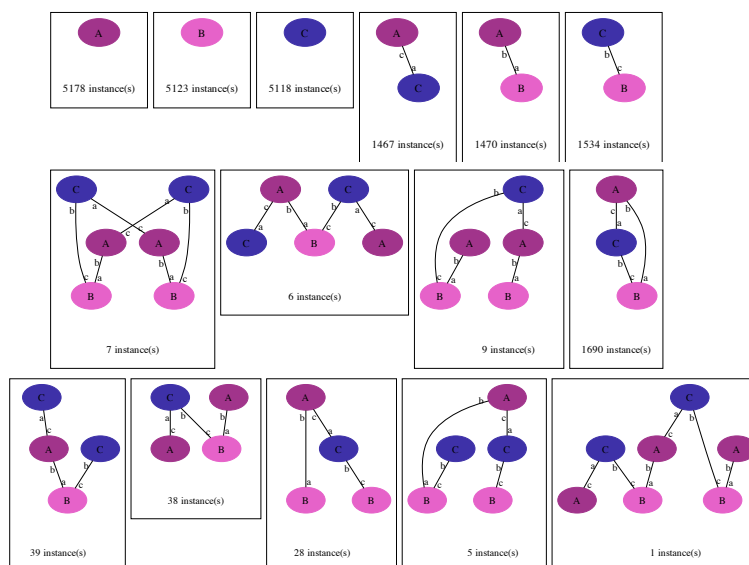 A
5178 instance(s)
B
5123 instance(s)
C
5118 instance(s)
A
c
a
C
1467 instance(s)
A
b
a
B
1470 instance(s)
C
b
c
B
1534 instance(s)
C C
b a a b
c c
A A
b b
c a a c
B B
7 instance(s)
A C
c b b a
a a c c
C B A
6 instance(s)
C
b a
c
A A
b b
c a a
B B
9 instance(s)
A
c b
a
C
b
c a
B
1690 instance(s)
C
a
c
A C
b b
a c
B
39 instance(s)
C A
a b b
c c a
A B
38 instance(s)
A
b c
a
C
b
a c
B B
28 instance(s)
A
b c
a
C C
b b
a c c
B B
5 instance(s)
C
a b
c
C A A
a b b b
c c a c a
A B B
1 instance(s)